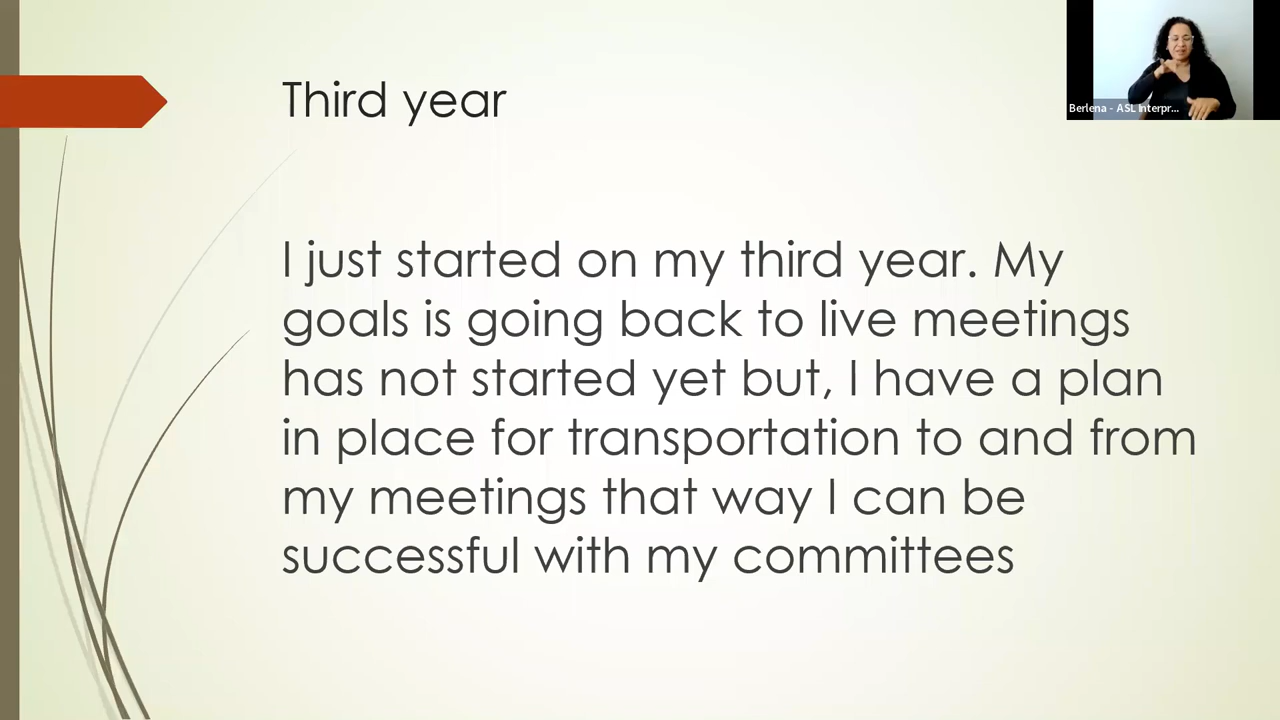 Third year
I just started on my third year. My
goals is going back to live meetings
has not started yet but, I have a plan
in place for transportation to and from
my meetings that way I can be
successful with my committees
Berlena - ASL Interpr...